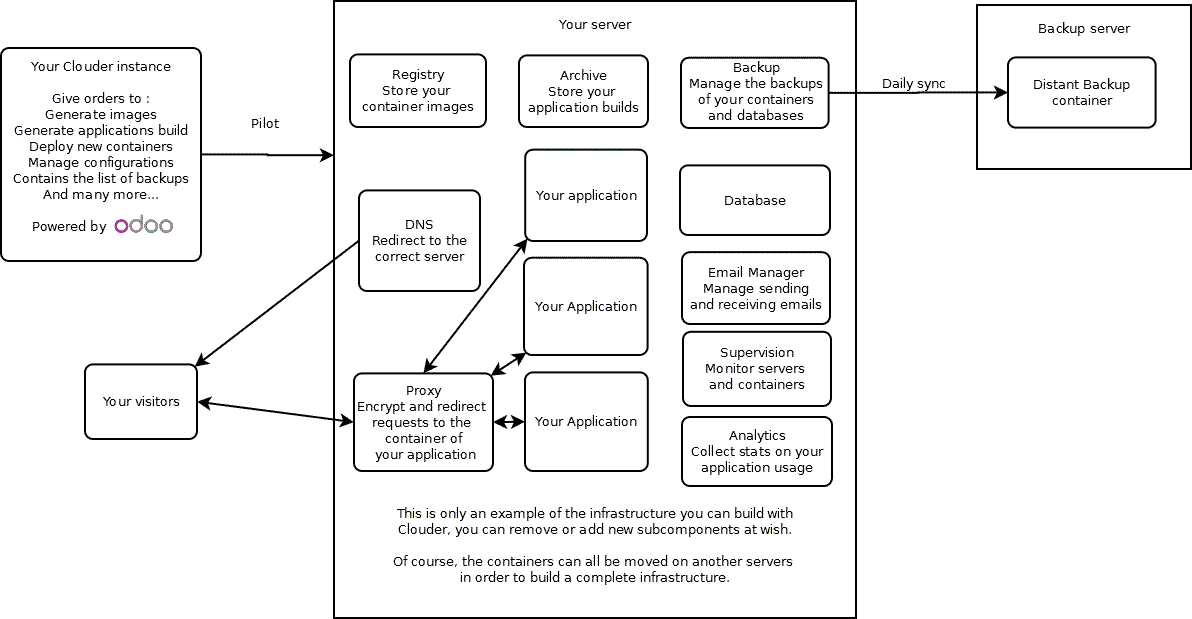 Your Clouder instance
Give orders to :
Generate images
Generate applications build
Deploy new containers
Manage configurations
Contains the list of backups
And many more...
Powered by odoo
Pilot
Your server
Registry
Store your
container images
Archive
Store your
application builds
Backup
Manage the backups
of your containers
and databases
Daily sync
Backup server
Distant Backup
container
DNS
Redirect to the
correct server
Your application
Database
Your Application
Email Manager
Manage sending
and receiving emails
Supervision
Monitor servers
and containers
Your visitors
Proxy
Encrypt and redirect
requests to the
container of
your application
Your Application
Analytics
Collect stats on your
application usage
This is only an example of the infrastructure you can build with
Clouder, you can remove or add new subcomponents at wish.
Of course, the containers can all be moved on another servers
in order to build a complete infrastructure.